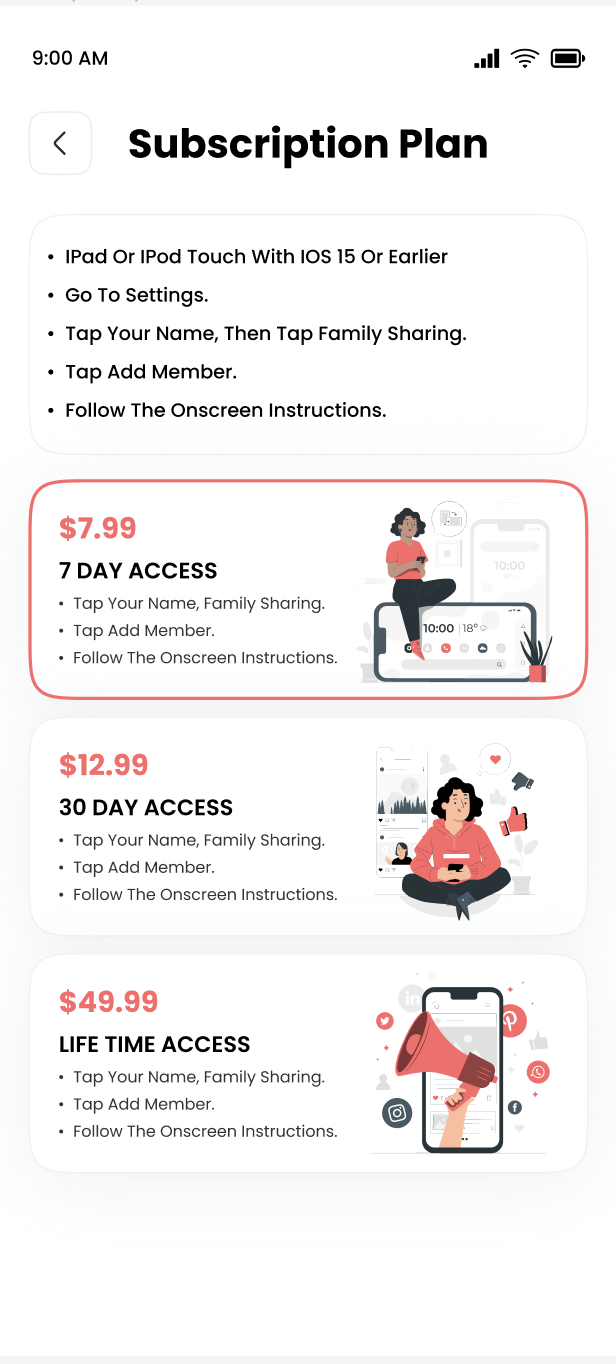 9:00 AM
Subscription Plan
• IPad Or IPod Touch With IOS 15 Or Earlier
• Go To Settings.
• Tap Your Name, Then Tap Family Sharing.
• Tap Add Member.
• Follow The Onscreen Instructions.
$7.99
7 DAY ACCESS
• Tap Your Name, Family Sharing.
• Tap Add Member.
• Follow The Onscreen Instructions.
10:00
10:00 18°
$12.99
30 DAY ACCESS
• Tap Your Name, Family Sharing.
• Tap Add Member.
• Follow The Onscreen Instructions.
$49.99
LIFE TIME ACCESS
• Tap Your Name, Family Sharing.
• Tap Add Member.
• Follow The Onscreen Instructions.
in